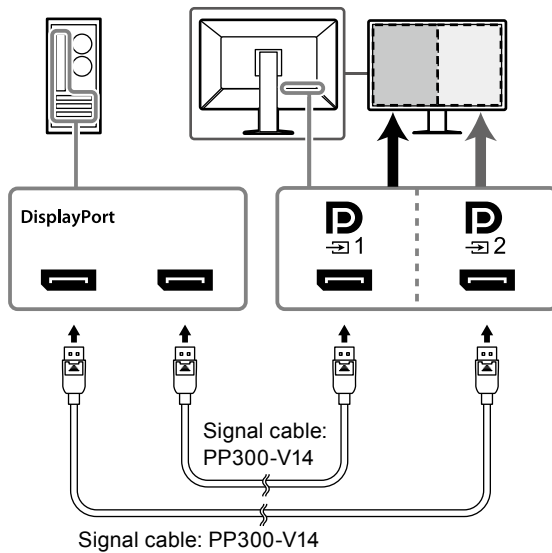 DisplayPort
1
2
Signal cable:
PP300-V14
Signal cable: PP300-V14